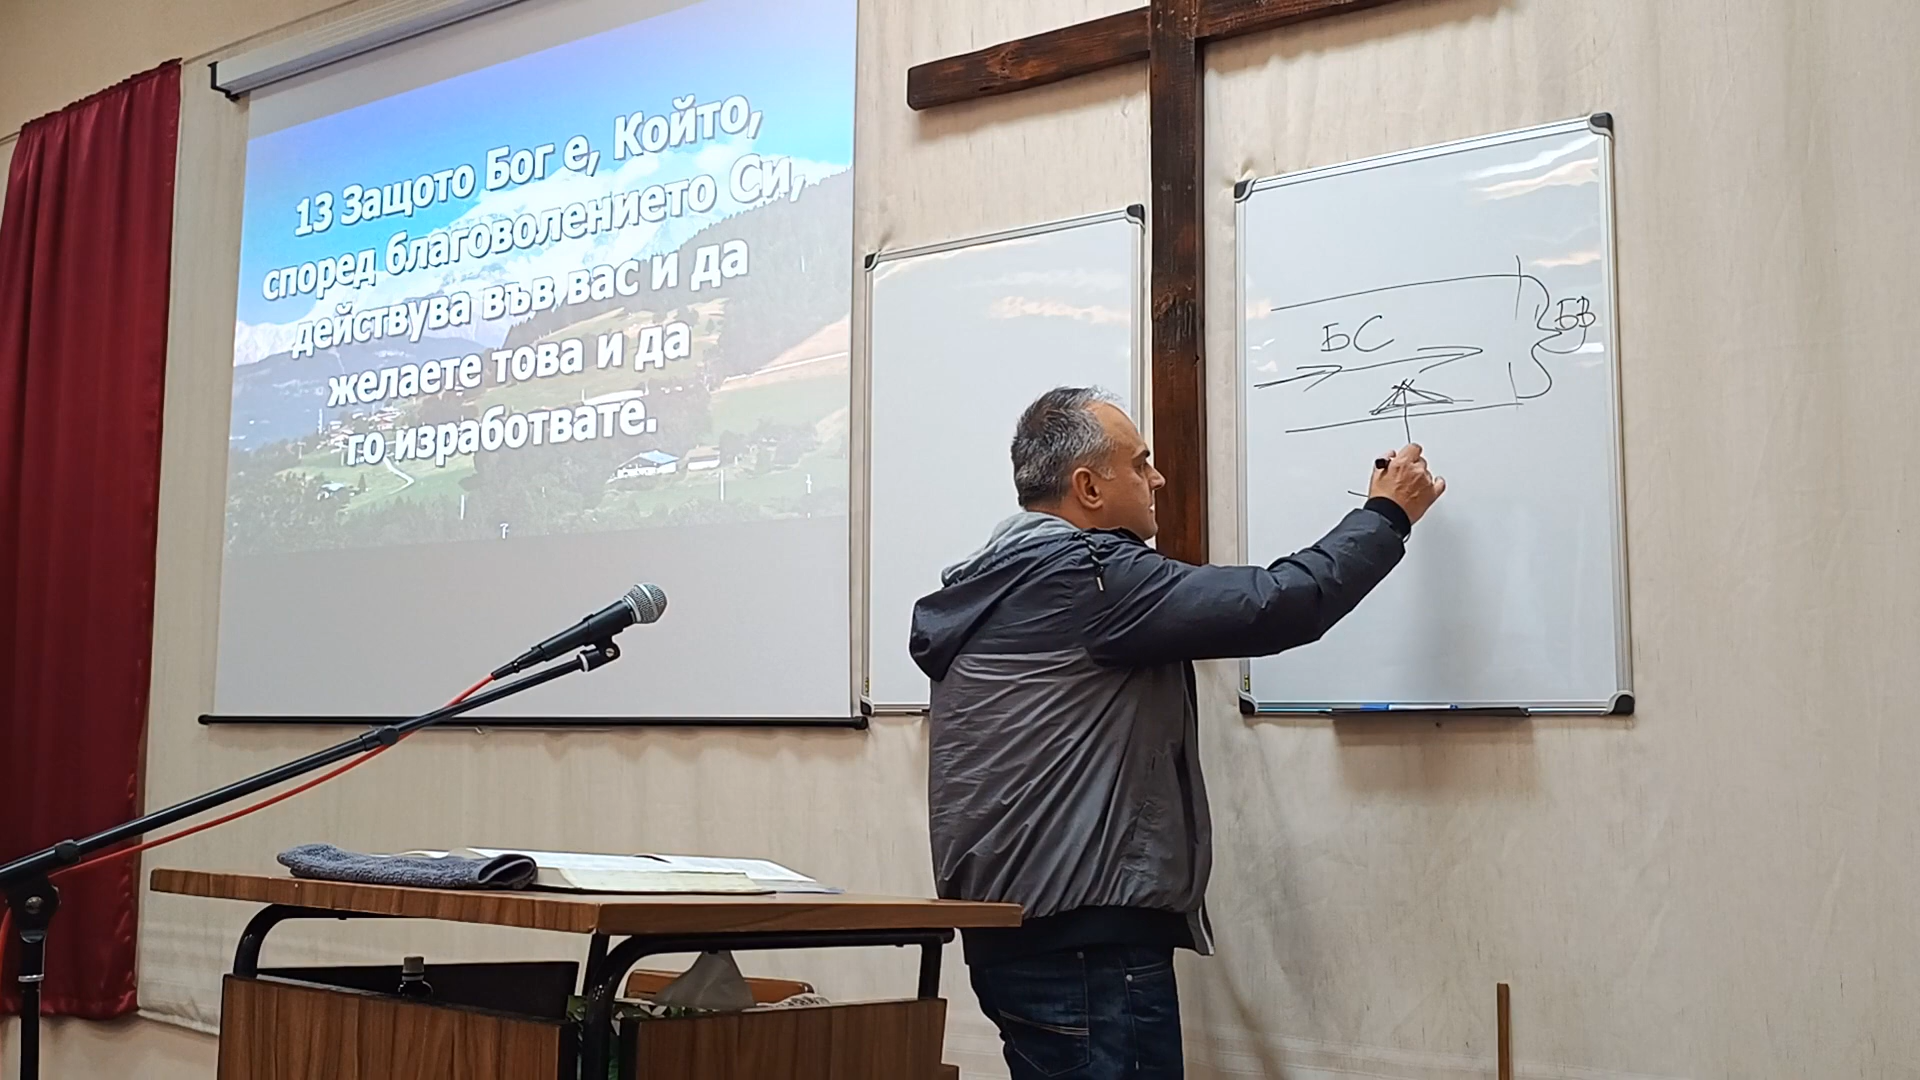 13 Защото Бог е, Който,
според благоволението Си,
действува във вас и да
желаете това и да
го изработвате.
БС
БВ